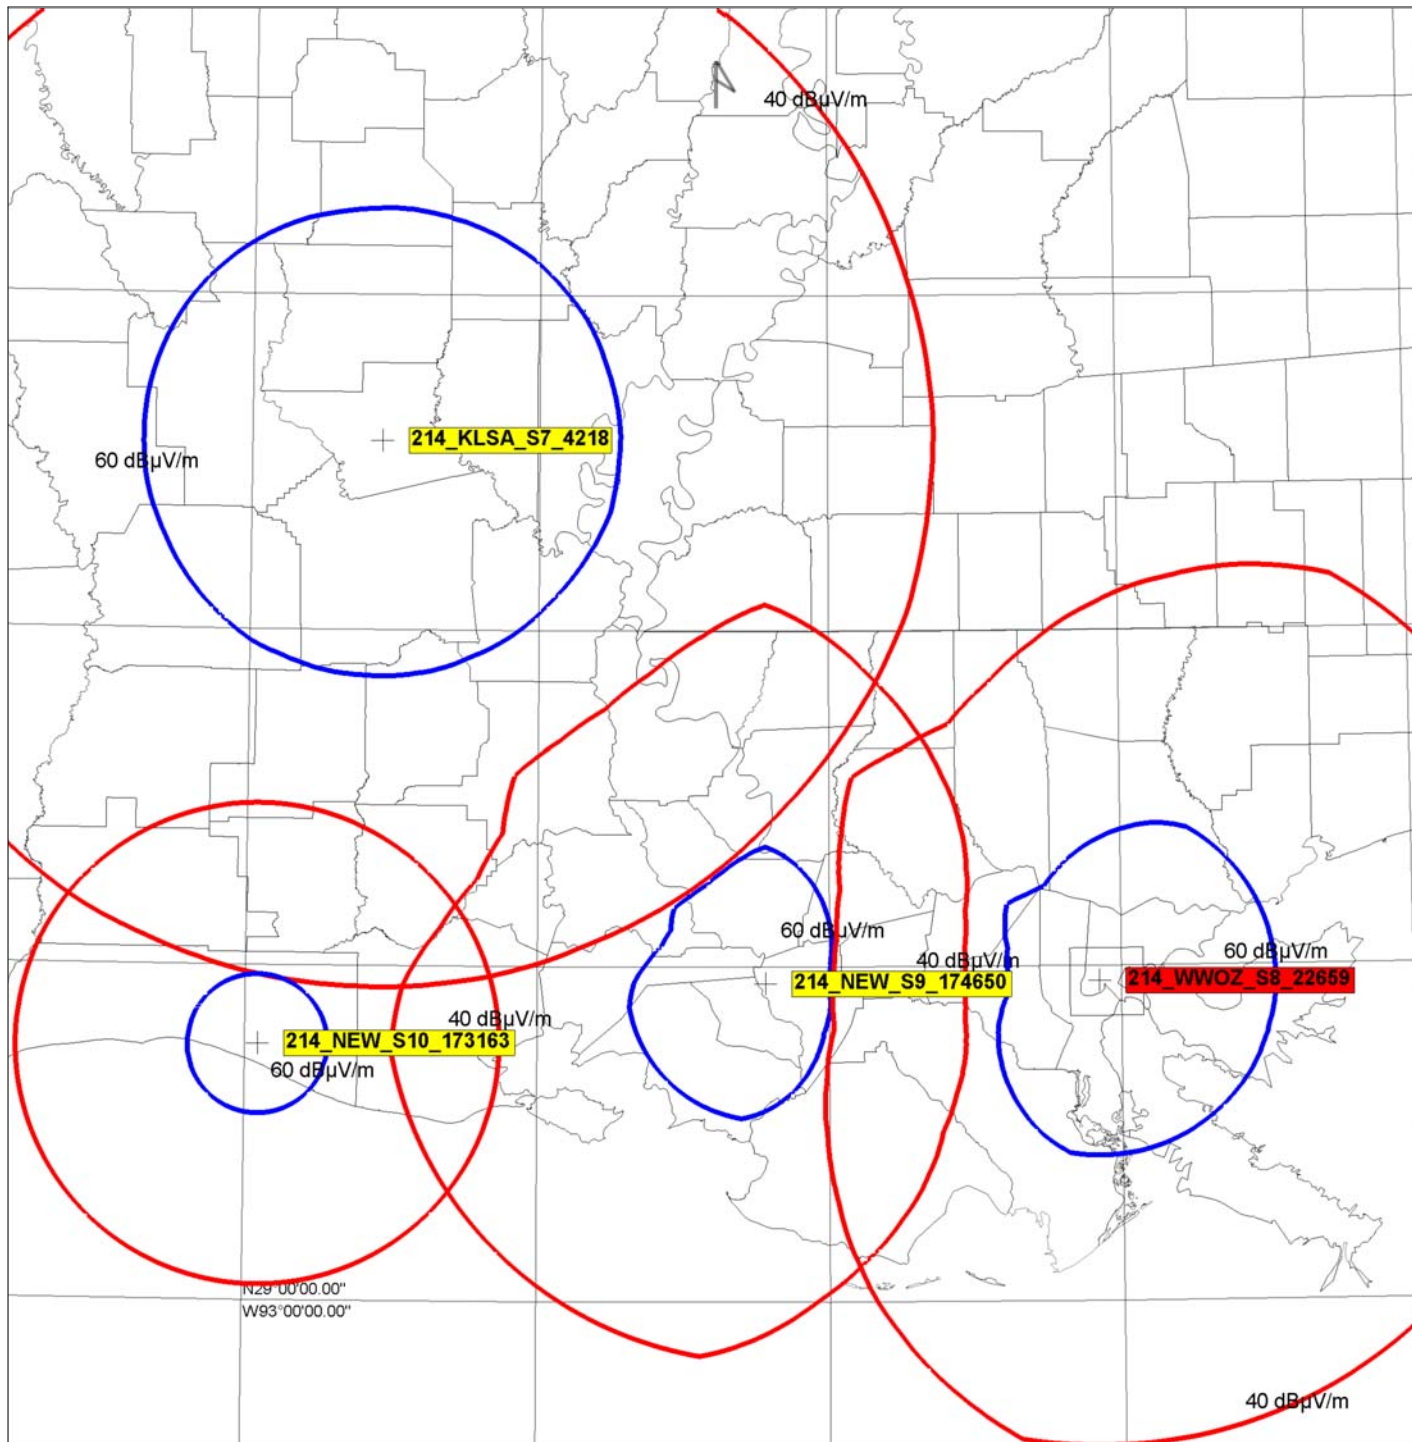 40 dBµV/m
214_KLSA_S7_4218
60 dBµV/m
60 dBµV/m
60 dBµV/m
40 dBµV/m
214_NEW_S9_174650
214_WWOZ_S8_22659
40 dBµV/m
214_NEW_S10_173163
60 dBµV/m
N29°00'00.00"
W93°00'00.00"
40 dBµV/m